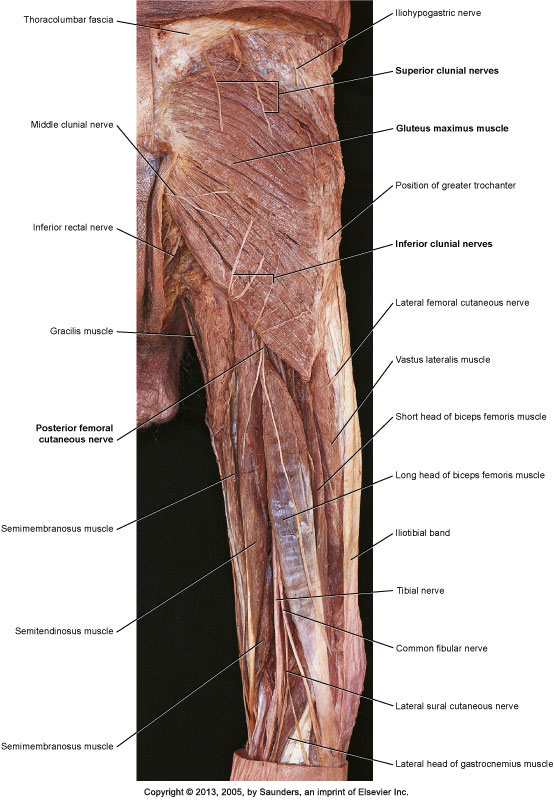 Thoracolumbar fascia
Iliohypogastric nerve
Superior clunial nerves
Middle clunial nerve
Gluteus maximus muscle
Position of greater trochanter
Inferior rectal nerve
Inferior clunial nerves
Lateral femoral cutaneous nerve
Gracilis muscle
Vastus lateralis muscle
Short head of biceps femoris muscle
Posterior femoral
cutaneous nerve
Long head of biceps femoris muscle
Semimembranosus muscle
Iliotibial band
Tibial nerve
Semitendinosus muscle
Common fibular nerve
Lateral sural cutaneous nerve
Semimembranosus muscle
Lateral head of gastrocnemius muscle
Copyright © 2013, 2005, by Saunders, an imprint of Elsevier Inc.